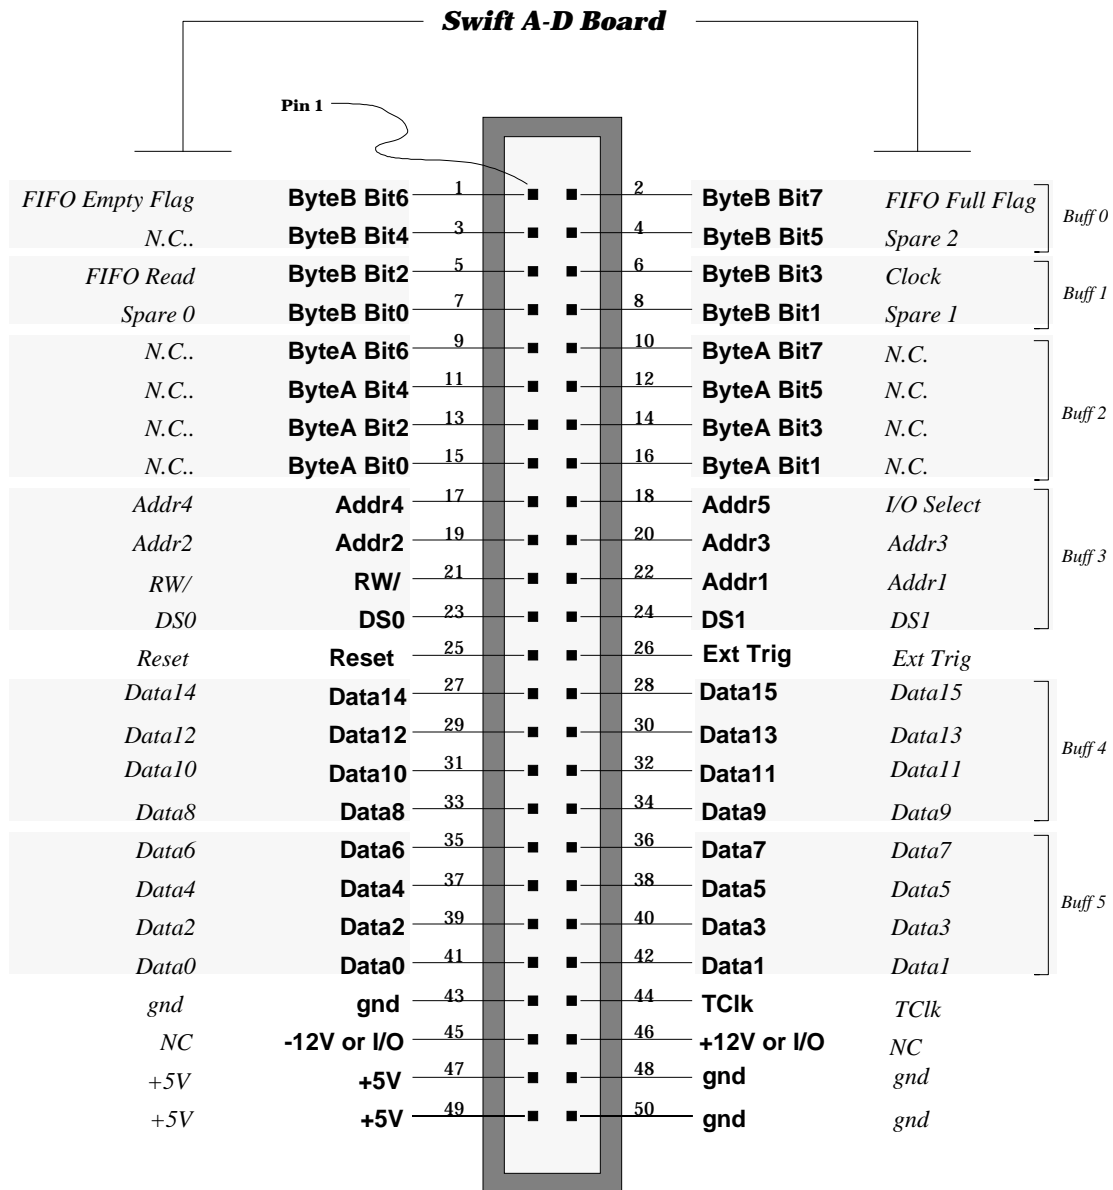 Swift A-D Board
Pin 1
FIFO Empty Flag ByteB Bit6 1 2 ByteB Bit7 FIFO Full Flag Buff 0
N.C.. ByteB Bit4 3 4 ByteB Bit5 Spare 2
FIFO Read ByteB Bit2 5 6 ByteB Bit3 Clock Buff 1
Spare 0 ByteB Bit0 7 8 ByteB Bit1 Spare 1
N.C.. ByteA Bit6 9 10 ByteA Bit7 N.C.
N.C.. ByteA Bit4 11 12 ByteA Bit5 N.C. Buff 2
N.C.. ByteA Bit2 13 14 ByteA Bit3 N.C.
N.C.. ByteA Bit0 15 16 ByteA Bit1 N.C.
Addr4 Addr4 17 18 Addr5 I/O Select
Addr2 Addr2 19 20 Addr3 Addr3 Buff 3
RW/ RW/ 21 22 Addr1 Addr1
DS0 DS0 23 24 DS1 DS1
Reset Reset 25 26 Ext Trig Ext Trig
Data14 Data14 27 28 Data15 Data15
Data12 Data12 29 30 Data13 Data13 Buff 4
Data10 Data10 31 32 Data11 Data11
Data8 Data8 33 34 Data9 Data9
Data6 Data6 35 36 Data7 Data7
Data4 Data4 37 38 Data5 Data5 Buff 5
Data2 Data2 39 40 Data3 Data3
Data0 Data0 41 42 Data1 Data1
gnd gnd 43 44 TClk TClk
NC -12V or I/O 45 46 +12V or I/O NC
+5V +5V 47 48 gnd gnd
+5V +5V 49 50 gnd gnd